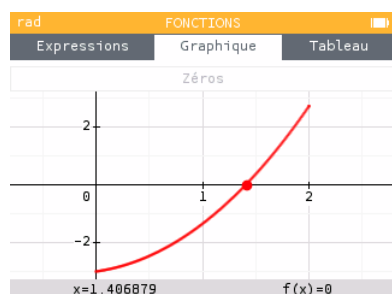 rad FONCTIONS
Expressions Graphique Tableau
Zéros
2
0 1 2
-2
x=1.406879 f(x)=0